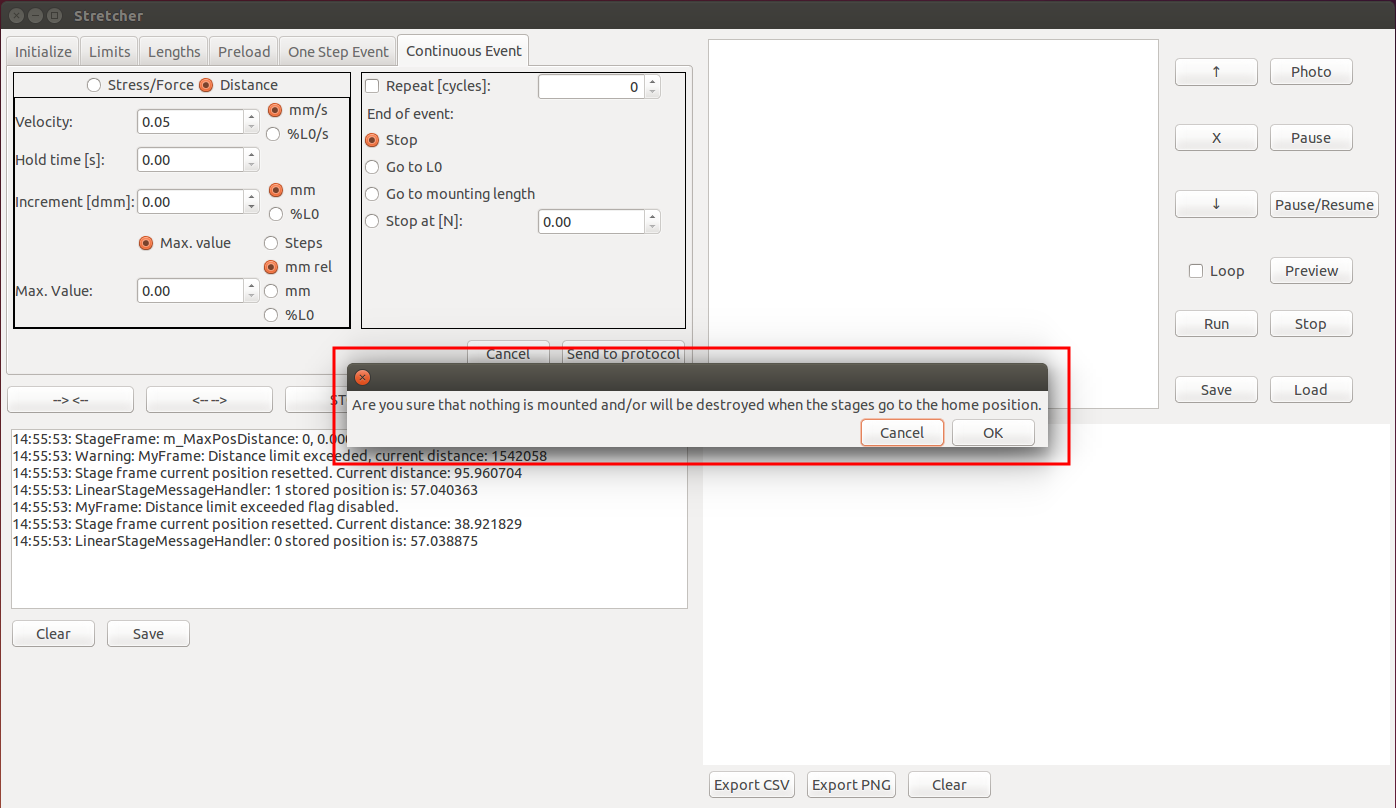 Stretcher
Initialize Limits Lengths Preload One Step Event Continuous Event
Stress/Force Distance
Velocity: 0.05 mm/s
%L0/s
Hold time [s]: 0.00
Increment [dmm]: 0.00 mm
%L0
Max. value Steps
mm rel
Max. Value: 0.00 mm
%L0
Repeat [cycles]: 0
End of event:
Stop
Go to L0
Go to mounting length
Stop at [N]: 0.00
Cancel Send to protocol
--> <-- <-- --> ST
Are you sure that nothing is mounted and/or will be destroyed when the stages go to the home position.
Cancel OK
14:55:53: StageFrame: m_MaxPosDistance: 0, 0.00
14:55:53: Warning: MyFrame: Distance limit exceeded, current distance: 1542058
14:55:53: Stage frame current position resetted. Current distance: 95.960704
14:55:53: LinearStageMessageHandler: 1 stored position is: 57.040363
14:55:53: MyFrame: Distance limit exceeded flag disabled.
14:55:53: Stage frame current position resetted. Current distance: 38.921829
14:55:53: LinearStageMessageHandler: 0 stored position is: 57.038875
Clear Save
↑ Photo
X Pause
↓ Pause/Resume
Loop Preview
Run Stop
Save Load
Export CSV Export PNG Clear